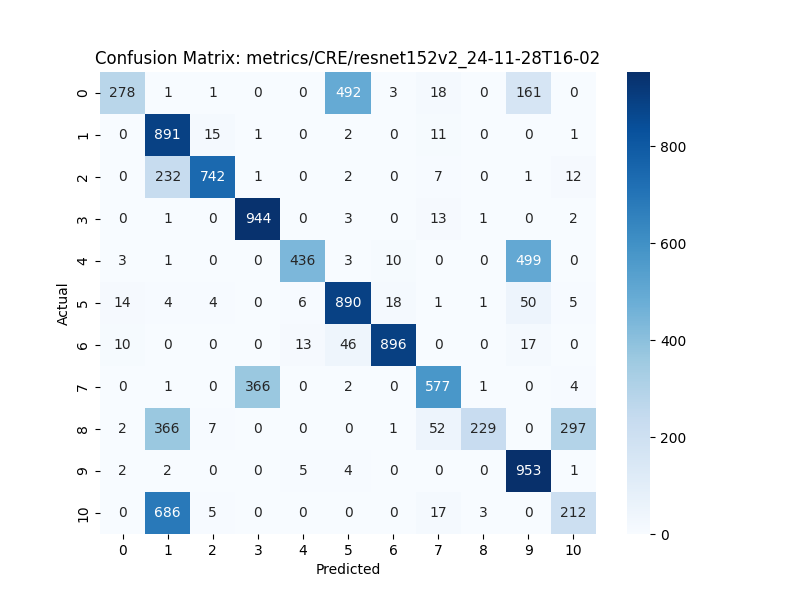 Confusion Matrix: metrics/CRE/resnet152v2_24-11-28T16-02
0 278 1 1 0 0 492 3 18 0 161 0
1 0 891 15 1 0 2 0 11 0 0 1
2 0 232 742 1 0 2 0 7 0 1 12
3 0 1 0 944 0 3 0 13 1 0 2
4 3 1 0 0 436 3 10 0 0 499 0
5 14 4 4 0 6 890 18 1 1 50 5
6 10 0 0 0 13 46 896 0 0 17 0
7 0 1 0 366 0 2 0 577 1 0 4
8 2 366 7 0 0 0 1 52 229 0 297
9 2 2 0 0 5 4 0 0 0 953 1
10 0 686 5 0 0 0 0 17 3 0 212
0 1 2 3 4 5 6 7 8 9 10
Predicted
Actual
800
600
400
200
0